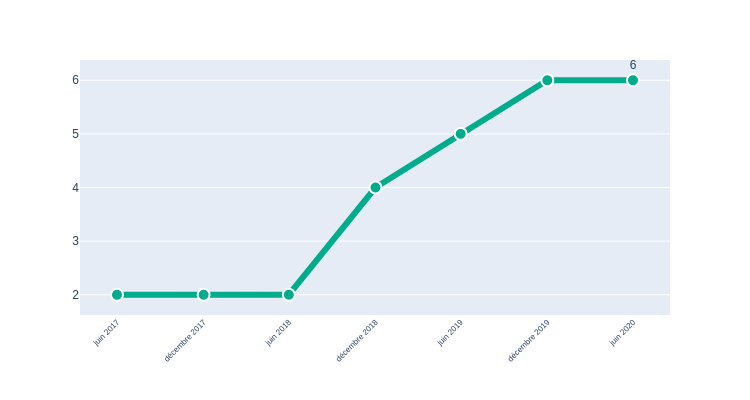 6
6
5
4
3
2
juin 2017
décembre 2017
juin 2018
décembre 2018
juin 2019
décembre 2019
juin 2020